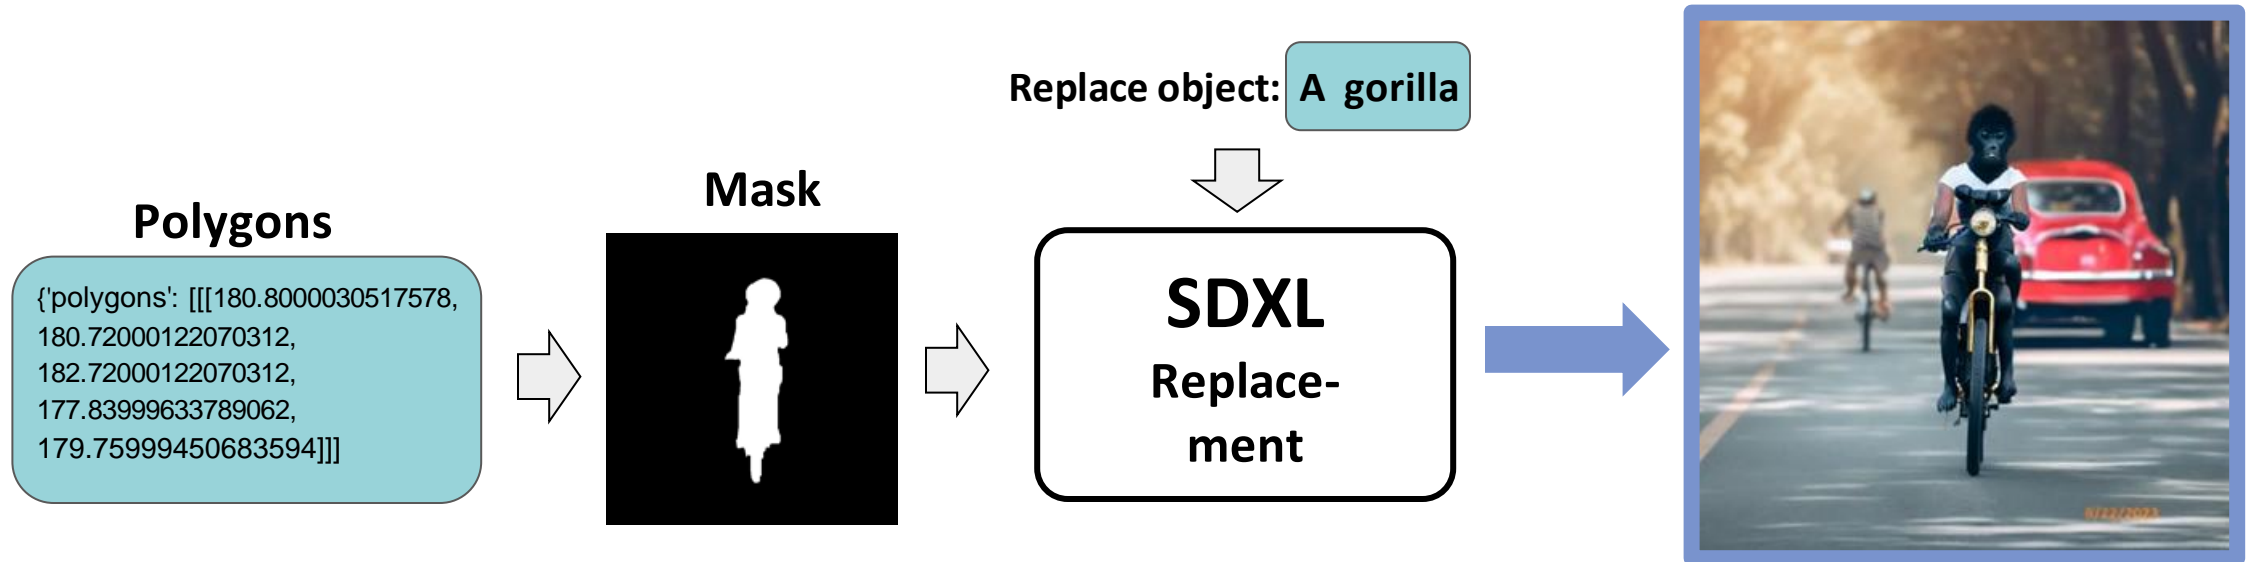 Polygons
{'polygons': [[[180.8000030517578,
180.72000122070312,
182.72000122070312,
177.83999633789062,
179.75999450683594]]]
Mask
Replace object: A gorilla
SDXL
Replace-
ment